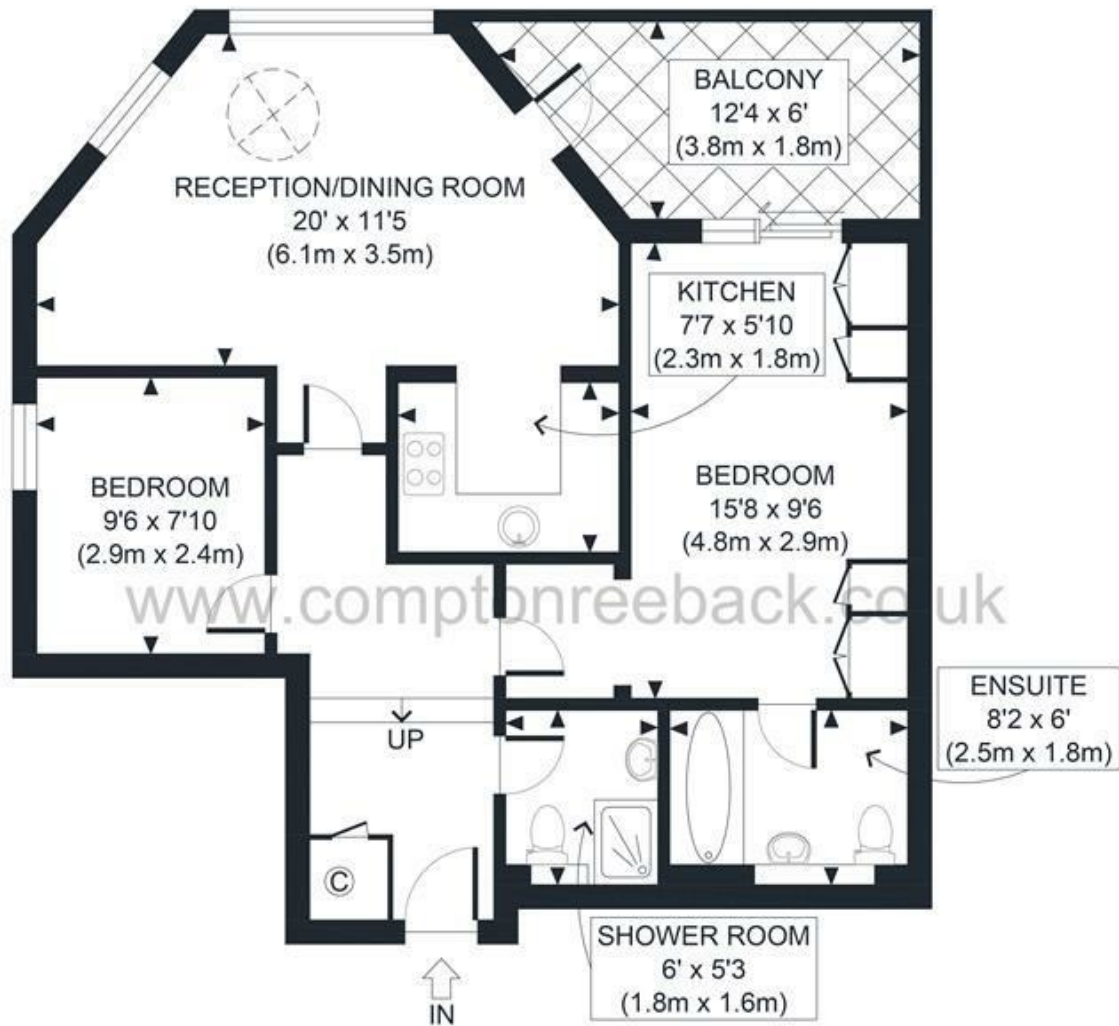 BALCONY
12'4 x 6'
(3.8m x 1.8m)
RECEPTION/DINING ROOM
20' x 11'5
(6.1m x 3.5m)
KITCHEN
7'7 x 5'10
(2.3m x 1.8m)
BEDROOM
9'6 x 7'10
(2.9m x 2.4m)
BEDROOM
15'8 x 9'6
(4.8m x 2.9m)
www.comptonreeback.co.uk
ENSUITE
8'2 x 6'
(2.5m x 1.8m)
UP
C
SHOWER ROOM
6' x 5'3
(1.8m x 1.6m)
IN